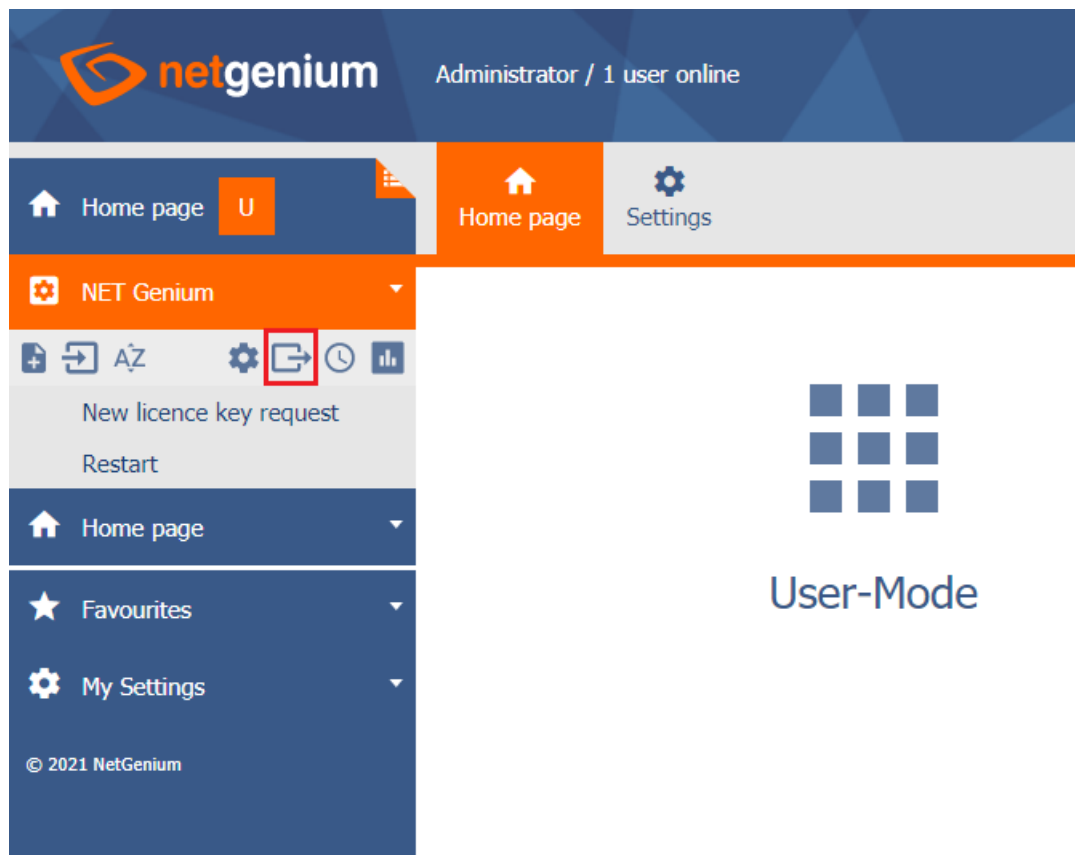 netgenium
Administrator / 1 user online
Home page U
Home page
Settings
NET Genium
AZ
New licence key request
Restart
Home page
User-Mode
Favourites
My Settings
© 2021 NetGenium